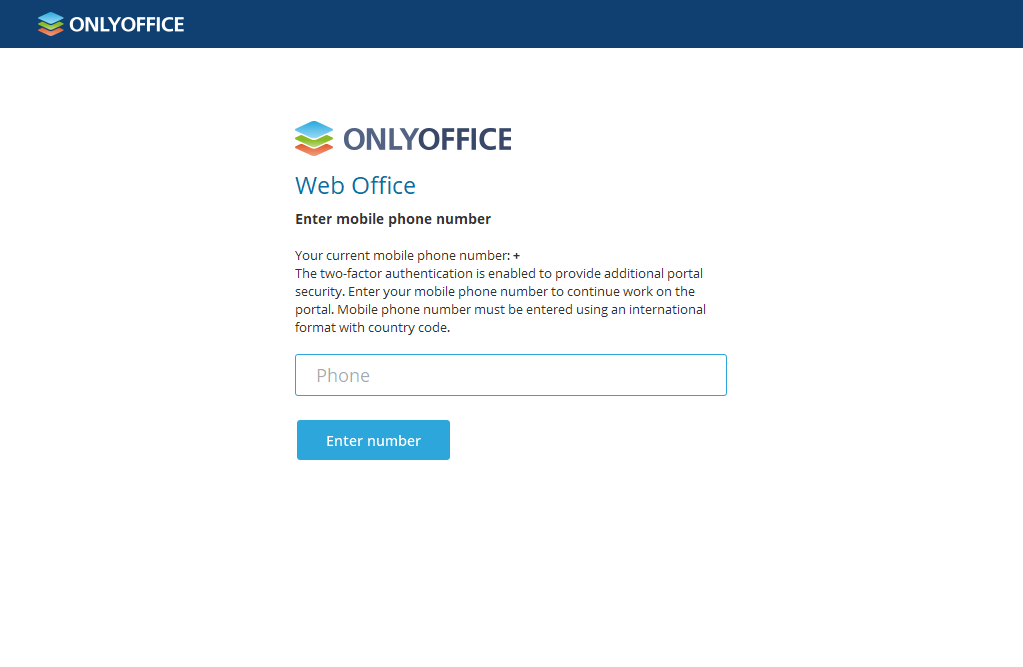 ONLYOFFICE
ONLYOFFICE
Web Office
Enter mobile phone number
Your current mobile phone number: +
The two-factor authentication is enabled to provide additional portal
security. Enter your mobile phone number to continue work on the
portal. Mobile phone number must be entered using an international
format with country code.
Phone
Enter number